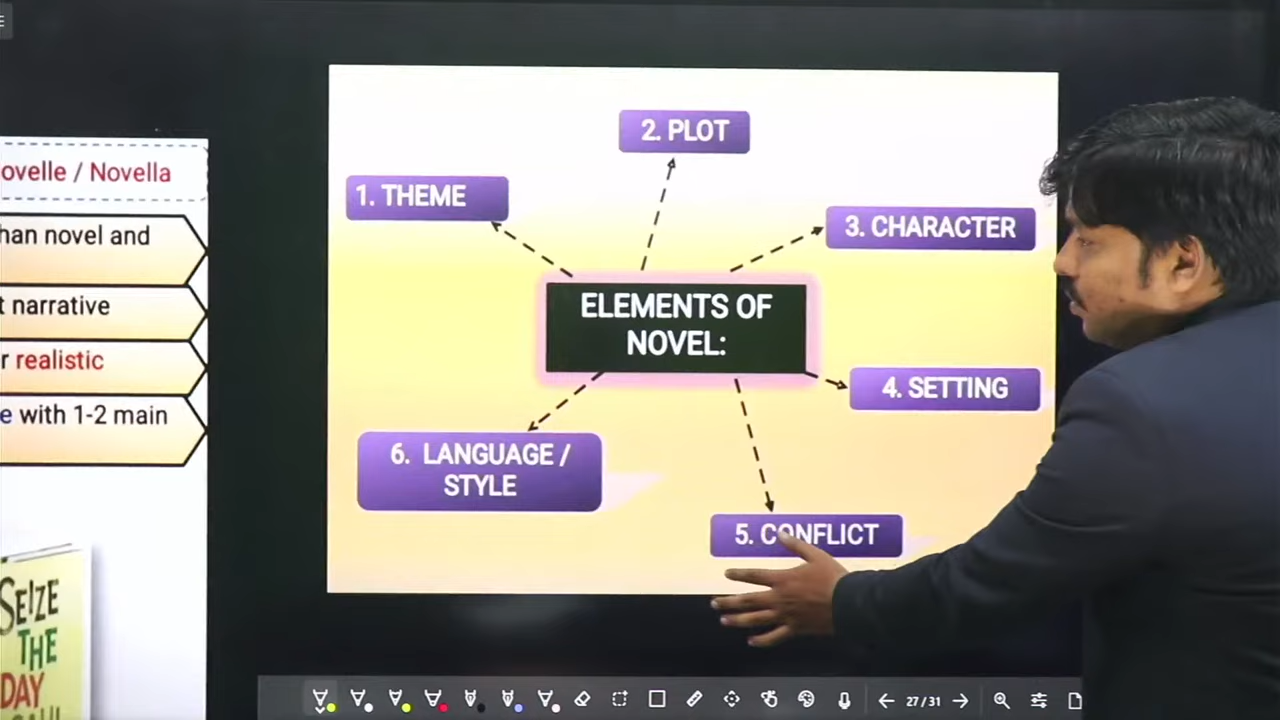 ovelle / Novella
han novel and
t narrative
r realistic
e with 1-2 main
SEIZE
THE
DAY
2. PLOT
1. THEME
3. CHARACTER
ELEMENTS OF
NOVEL:
4. SETTING
6. LANGUAGE /
STYLE
5. CONFLICT
27/31